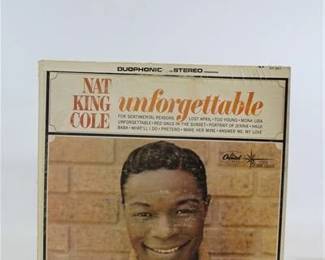 DUOPHONIC STEREO
NAT
KING
COLE
unforgettable
FOR SENTIMENTAL REASONS • LOST APRIL • TOO YOUNG • MONA LISA
UNFORGETTABLE • RED SAILS IN THE SUNSET • PORTRAIT OF JENNIE • HAJJI
BABA • WHAT'LL I DO • PRETEND • MAKE HER MINE • ANSWER ME, MY LOVE
Capitol